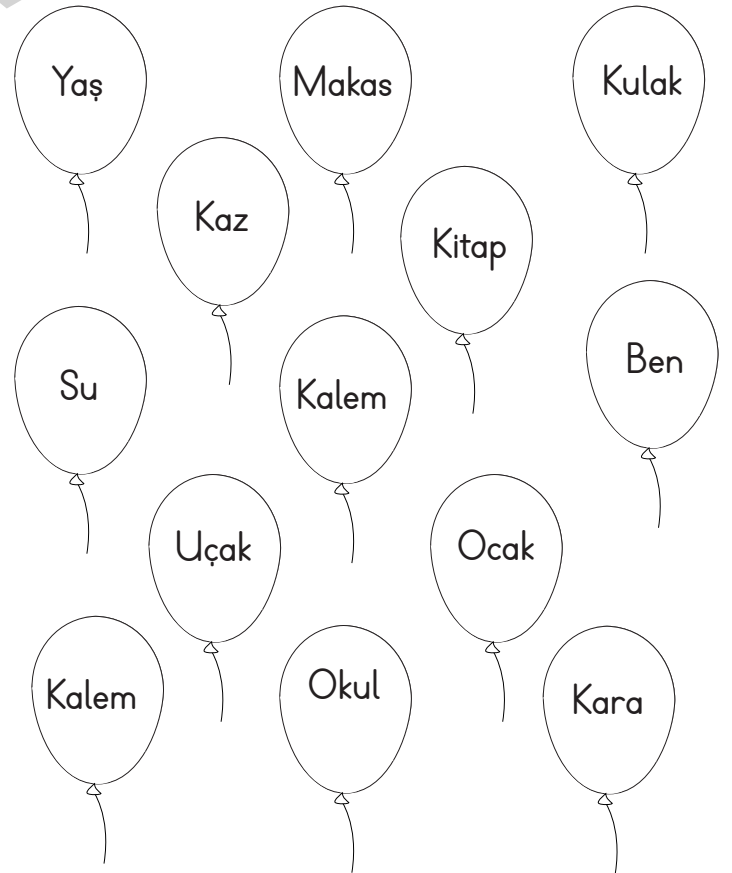 Yaş
Makas
Kulak
Kaz
Kitap
Su
Kalem
Ben
Uçak
Ocak
Kalem
Okul
Kara